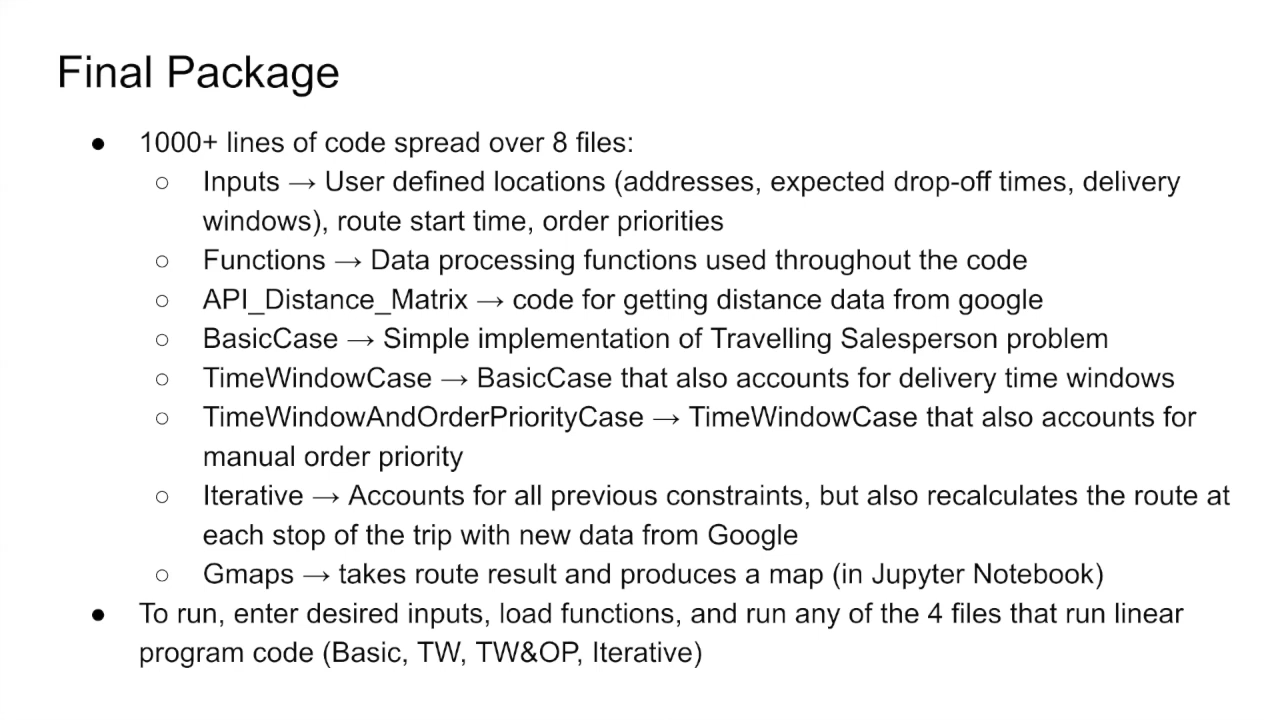 Final Package
● 1000+ lines of code spread over 8 files:
○ Inputs → User defined locations (addresses, expected drop-off times, delivery
windows), route start time, order priorities
○ Functions → Data processing functions used throughout the code
○ API_Distance_Matrix → code for getting distance data from google
○ BasicCase → Simple implementation of Travelling Salesperson problem
○ TimeWindowCase → BasicCase that also accounts for delivery time windows
○ TimeWindowAndOrderPriorityCase → TimeWindowCase that also accounts for
manual order priority
○ Iterative → Accounts for all previous constraints, but also recalculates the route at
each stop of the trip with new data from Google
○ Gmaps → takes route result and produces a map (in Jupyter Notebook)
● To run, enter desired inputs, load functions, and run any of the 4 files that run linear
program code (Basic, TW, TW&OP, Iterative)